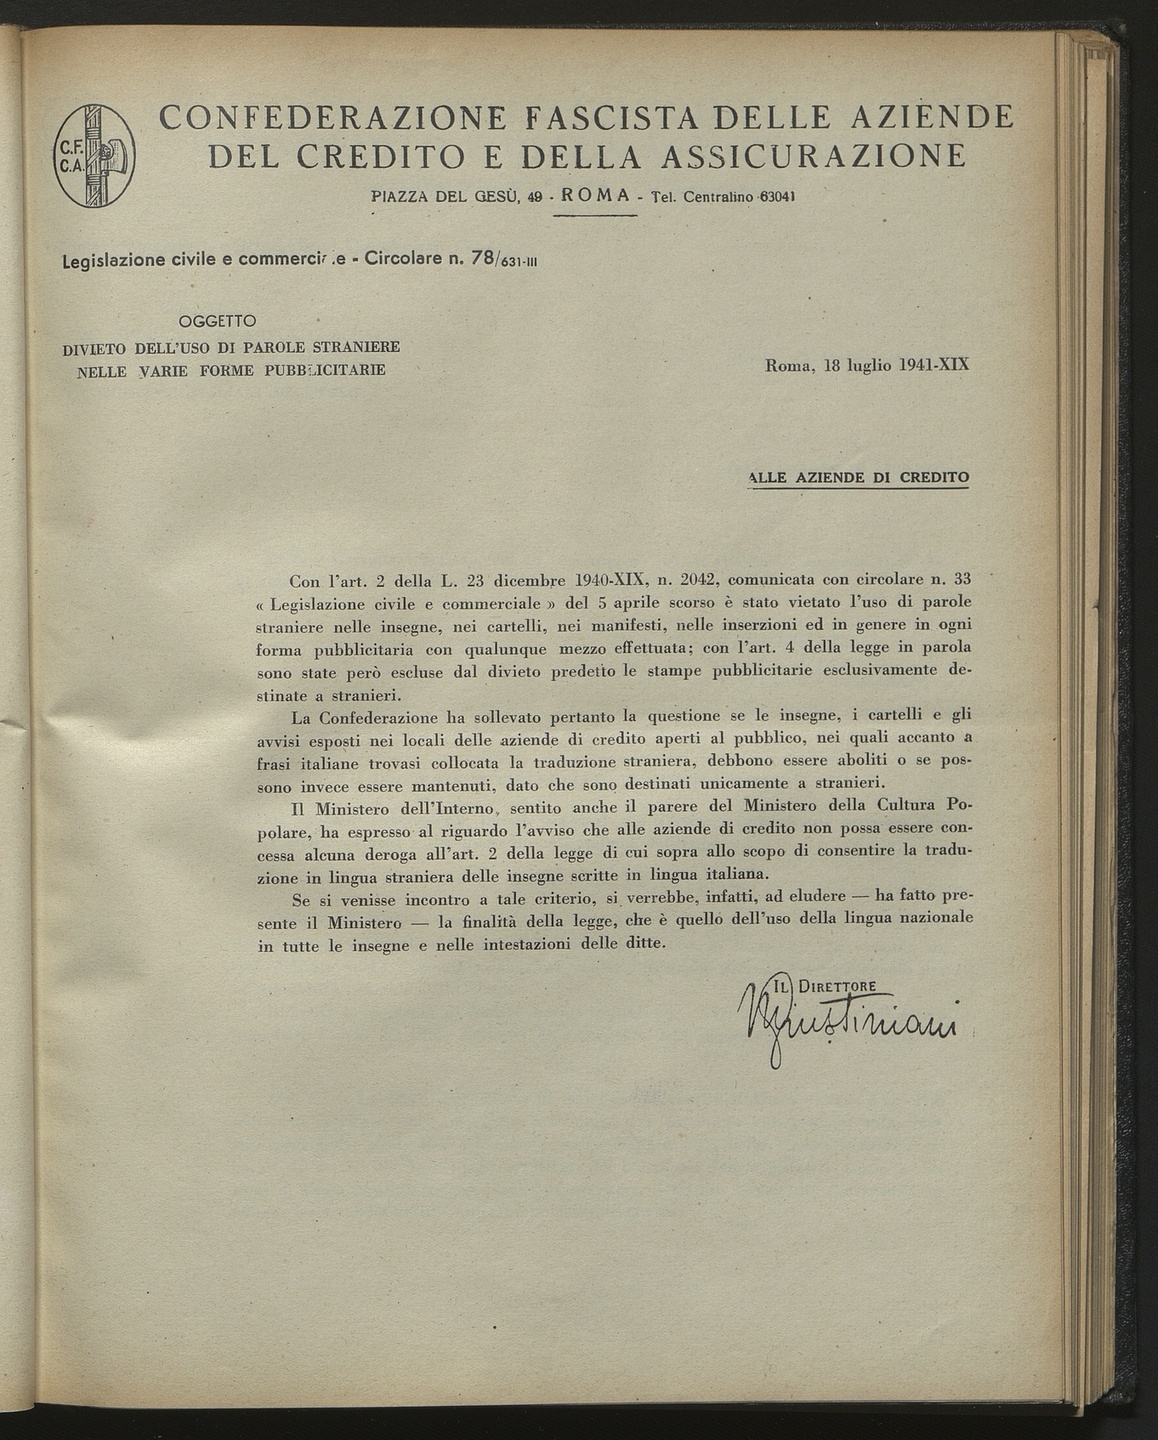 C.F.
C.A.
CONFEDERAZIONE FASCISTA DELLE AZIENDE
DEL CREDITO E DELLA ASSICURAZIONE
PIAZZA DEL GESÙ, 49 - ROMA - Tel. Centralino 63041
Legislazione civile e commerci .e - Circolare n. 78/631-III
OGGETTO
DIVIETO DELL'USO DI PAROLE STRANIERE
NELLE VARIE FORME PUBBLICITARIE
Roma, 18 luglio 1941-XIX
ALLE AZIENDE DI CREDITO
Con l'art. 2 della L. 23 dicembre 1940-XIX, n. 2042, comunicata con circolare n. 33
« Legislazione civile e commerciale » del 5 aprile scorso è stato vietato l'uso di parole
straniere nelle insegne, nei cartelli, nei manifesti, nelle inserzioni ed in genere in ogni
forma pubblicitaria con qualunque mezzo effettuata; con l'art. 4 della legge in parola
sono state però escluse dal divieto predetto le stampe pubblicitarie esclusivamente de-
stinate a stranieri.
La Confederazione ha sollevato pertanto la questione se le insegne, i cartelli e gli
avvisi esposti nei locali delle aziende di credito aperti al pubblico, nei quali accanto a
frasi italiane trovasi collocata la traduzione straniera, debbono essere aboliti o se pos-
sono invece essere mantenuti, dato che sono destinati unicamente a stranieri.
Il Ministero dell'Interno, sentito anche il parere del Ministero della Cultura Po-
polare, ha espresso al riguardo l'avviso che alle aziende di credito non possa essere con-
cessa alcuna deroga all'art. 2 della legge di cui sopra allo scopo di consentire la tradu-
zione in lingua straniera delle insegne scritte in lingua italiana.
Se si venisse incontro a tale criterio, si verrebbe, infatti, ad eludere — ha fatto pre-
sente il Ministero — la finalità della legge, che è quello dell'uso della lingua nazionale
in tutte le insegne e nelle intestazioni delle ditte.
IL DIRETTORE
Giustiniani